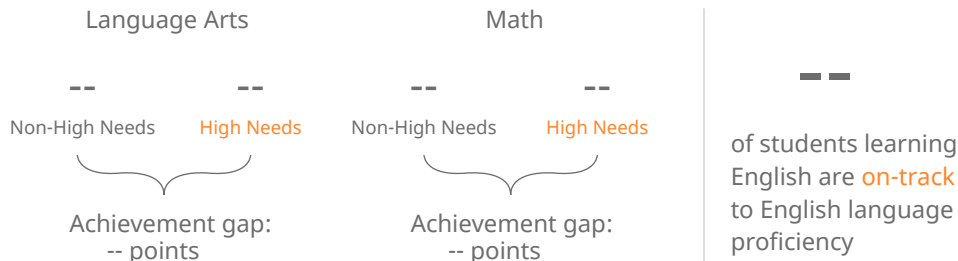 Language Arts
-- --
Non-High Needs High Needs
Achievement gap:
-- points
Math
-- --
Non-High Needs High Needs
Achievement gap:
-- points
--
of students learning
English are on-track
to English language
proficiency